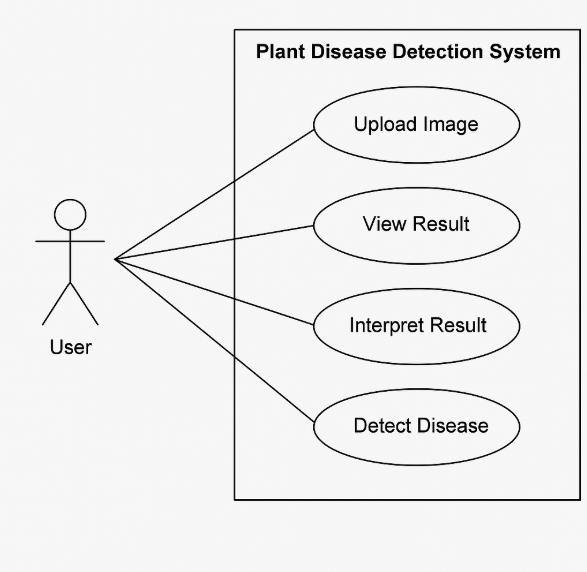 Plant Disease Detection System
Upload Image
View Result
Interpret Result
Detect Disease
User